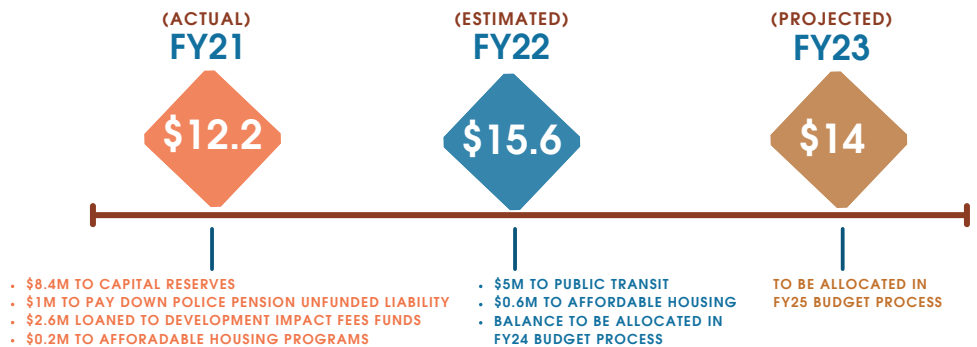 (ACTUAL)
FY21
$12.2
• $8.4M TO CAPITAL RESERVES
• $1M TO PAY DOWN POLICE PENSION UNFUNDED LIABILITY
• $2.6M LOANED TO DEVELOPMENT IMPACT FEES FUNDS
• $0.2M TO AFFORADABLE HOUSING PROGRAMS
(ESTIMATED)
FY22
$15.6
• $5M TO PUBLIC TRANSIT
• $0.6M TO AFFORDABLE HOUSING
• BALANCE TO BE ALLOCATED IN
FY24 BUDGET PROCESS
(PROJECTED)
FY23
$14
TO BE ALLOCATED IN
FY25 BUDGET PROCESS